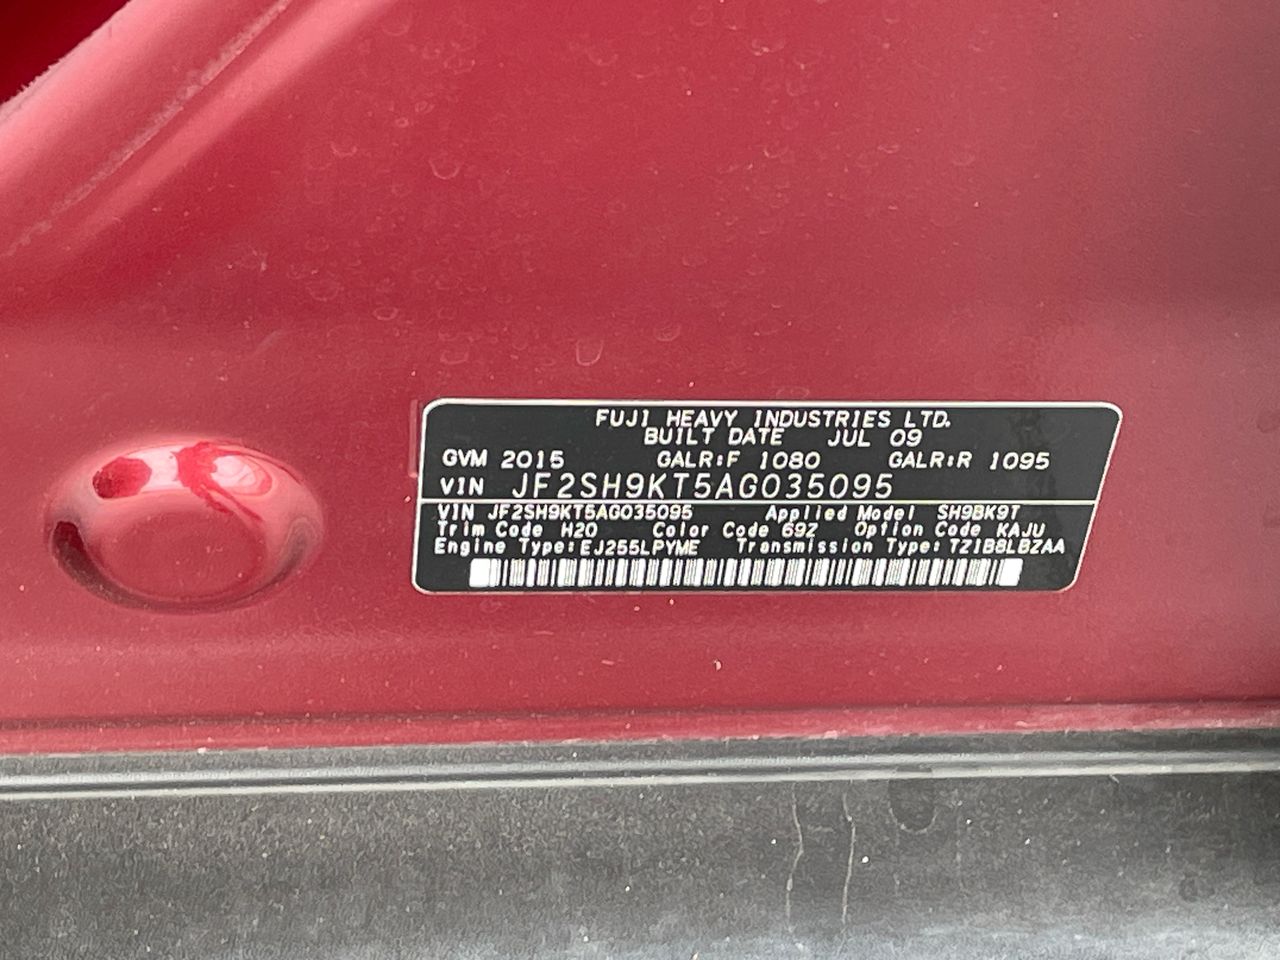 FUJI HEAVY INDUSTRIES LTD.
BUILT DATE JUL 09
GVM 2015 GALR:F 1080 GALR:R 1095
VIN JF2SH9KT5AG035095
VIN JF2SH9KT5AG035095 Applied Model SH9BK9T
Trim Code H20 Color Code 69Z Option Code KAJU
Engine Type: EJ255LPYME Transmission Type: TZ1B8LBZAA